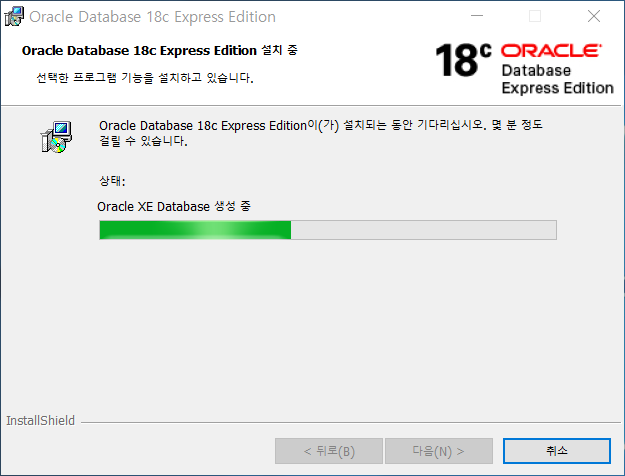 Oracle Database 18c Express Edition
Oracle Database 18c Express Edition 설치 중
선택한 프로그램 기능을 설치하고 있습니다.
18c ORACLE
Database
Express Edition
Oracle Database 18c Express Edition이(가) 설치되는 동안 기다리십시오. 몇 분 정도
걸릴 수 있습니다.
상태:
Oracle XE Database 생성 중
InstallShield
< 뒤로(B) 다음(N) > 취소